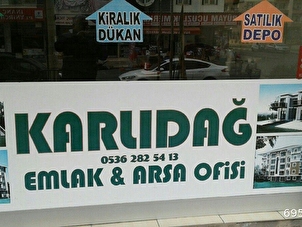 KİRALIK
DÜKAN
SATILIK
DEPO
KARLIDAĞ
0536 282 54 13
EMLAK & ARSA OFİSİ